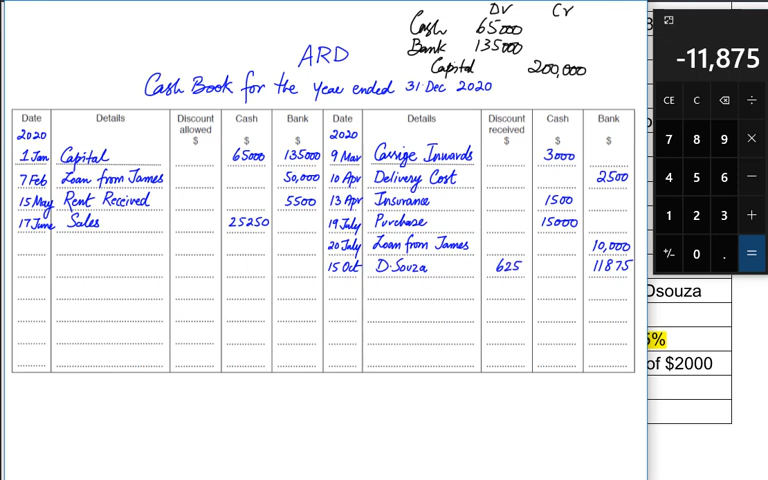 Dr Cr
Cash 65000
Bank 135000
Capital 200,000
ARD
Cash Book for the year ended 31 Dec 2020
Date Details Discount allowed $ Cash $ Bank $ Date Details Discount received $ Cash $ Bank $
2020 2020
1 Jan Capital 65000 135000 9 Mar Carrige Inwards 3000
7 Feb Loan from James 50,000 10 Apr Delivery Cost 2500
15 May Rent Received 5500 13 Apr Insurance 1500
17 June Sales 25250 19 July Purchase 15000
20 July Loan from James 10,000
15 Oct D.Souza 625 11875
-11,875
CE C ⌫ ÷
7 8 9 ×
4 5 6 −
1 2 3 +
+/- 0 . =
Dsouza
5%
of $2000